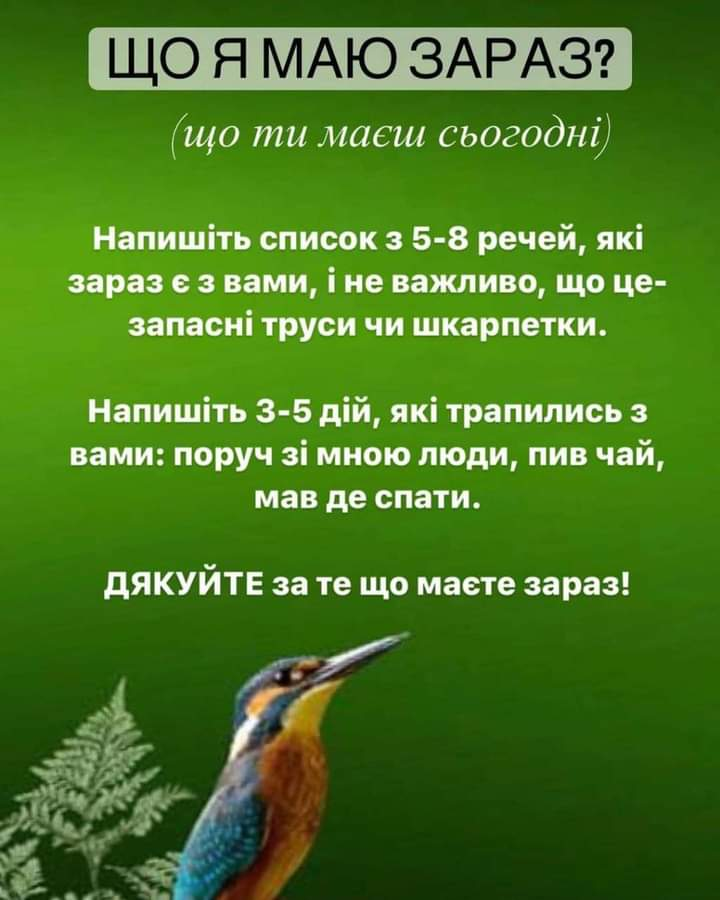 ЩО Я МАЮ ЗАРАЗ?
(що ти маєш сьогодні)
Напишіть список з 5-8 речей, які
зараз є з вами, і не важливо, що це-
запасні труси чи шкарпетки.
Напишіть 3-5 дій, які трапились з
вами: поруч зі мною люди, пив чай,
мав де спати.
ДЯКУЙТЕ за те що маєте зараз!